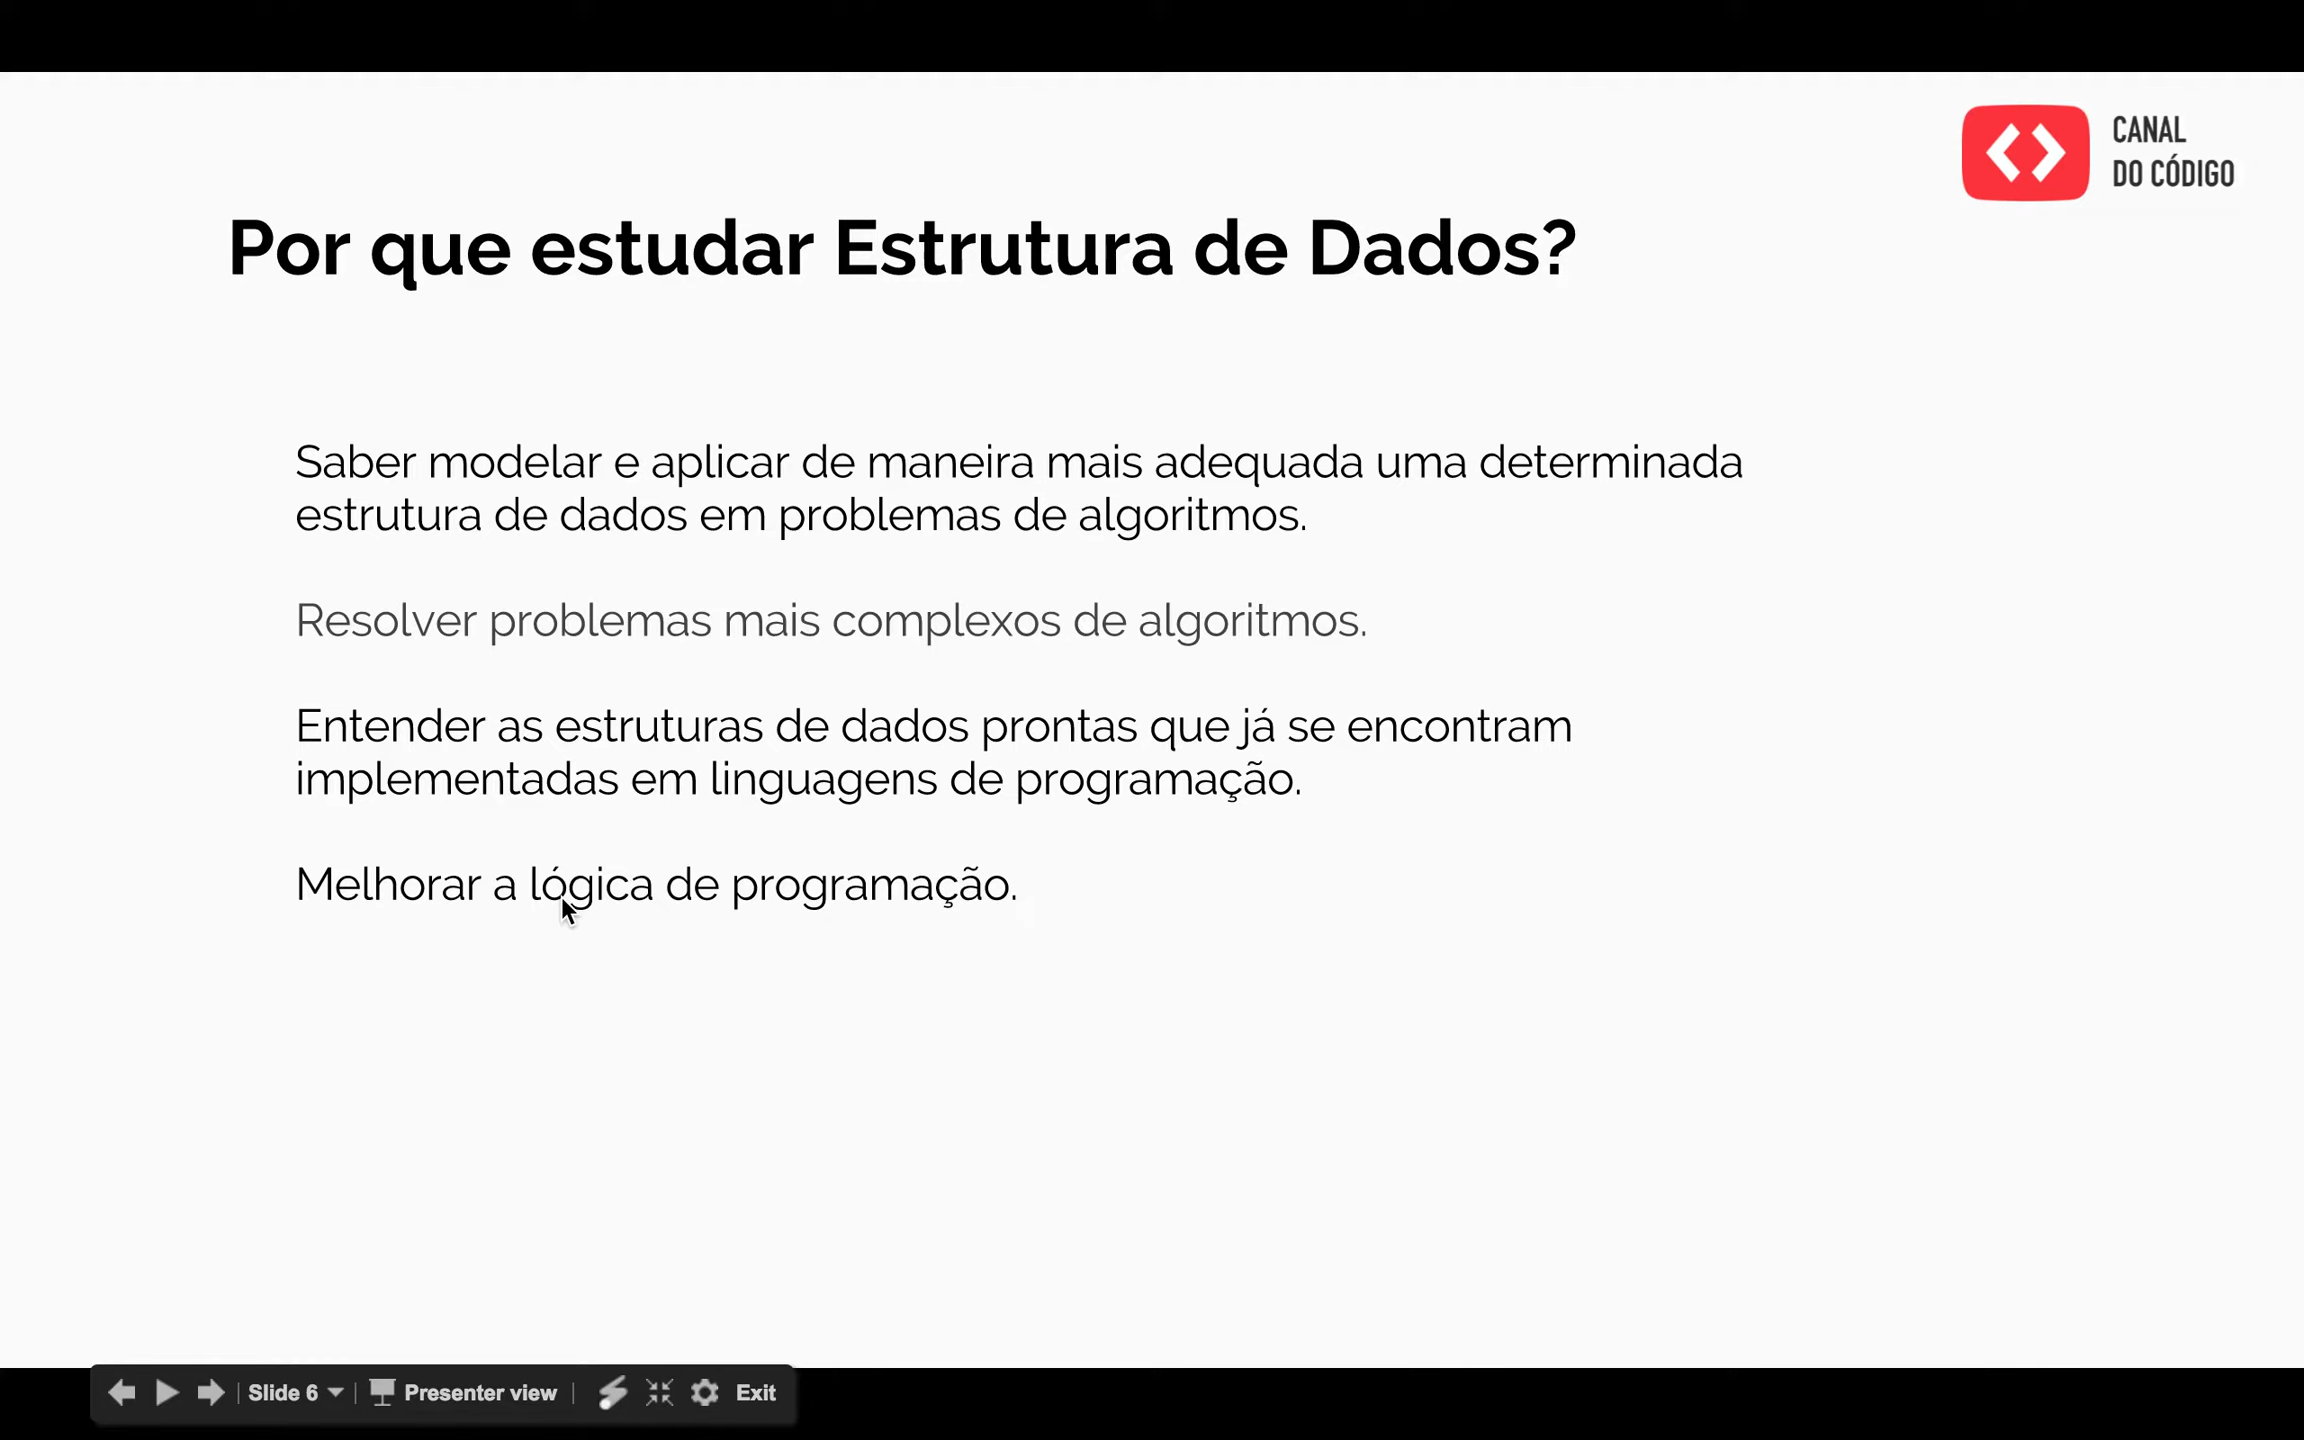 CANAL
DO CÓDIGO
Por que estudar Estrutura de Dados?
Saber modelar e aplicar de maneira mais adequada uma determinada
estrutura de dados em problemas de algoritmos.
Resolver problemas mais complexos de algoritmos.
Entender as estruturas de dados prontas que já se encontram
implementadas em linguagens de programação.
Melhorar a lógica de programação.
Slide 6 Presenter view Exit